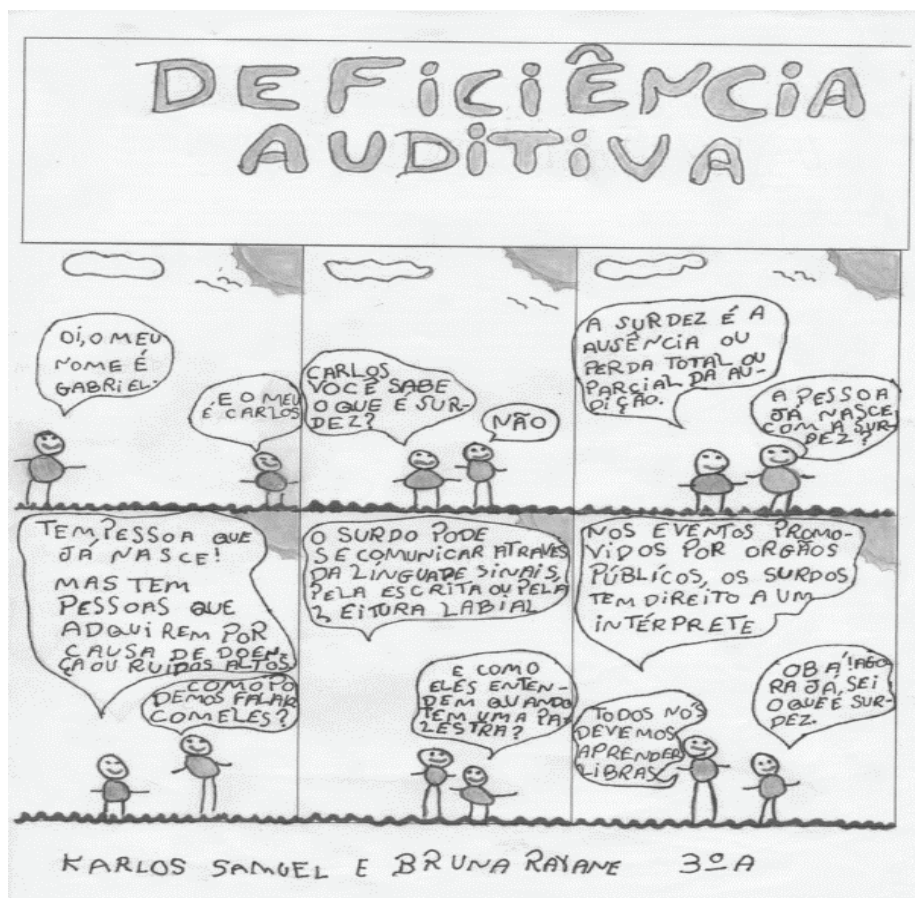 DEFICIÊNCIA
AUDITIVA
OI, O MEU
NOME É
GABRIEL.
E O MEU
É CARLOS
CARLOS
VOCÊ SABE
O QUE É SUR-
DEZ?
NÃO
A SURDEZ É A
AUSÊNCIA OU
PERDA TOTAL OU
PARCIAL DA AU-
DIÇÃO.
A PESSOA
JÁ NASCE
COM A SUR-
DEZ?
TEM PESSOA QUE
JÁ NASCE!
MAS TEM
PESSOAS QUE
ADQUIREM POR
CAUSA DE DOEN-
ÇA OU RUIDOS ALTOS
COMO PO
DEMOS FALAR
COM ELES?
O SURDO PODE
SE COMUNICAR ATRAVES
DA LINGUA DE SINAIS,
PELA ESCRITA OU PELA
LEITURA LABIAL
E COMO
ELES ENTEN-
DEM QUANDO
TEM UMA PA-
LESTRA?
NOS EVENTOS PROMO-
VIDOS POR ORGÃOS
PÚBLICOS, OS SURDOS
TEM DIREITO A UM
INTÉRPRETE
TODOS NÓS
DEVEMOS
APRENDER
LIBRAS
OBA! AGO
RA JÁ, SEI
O QUE É SUR-
DEZ.
KARLOS SAMUEL E BRUNA RAYANE 3º A